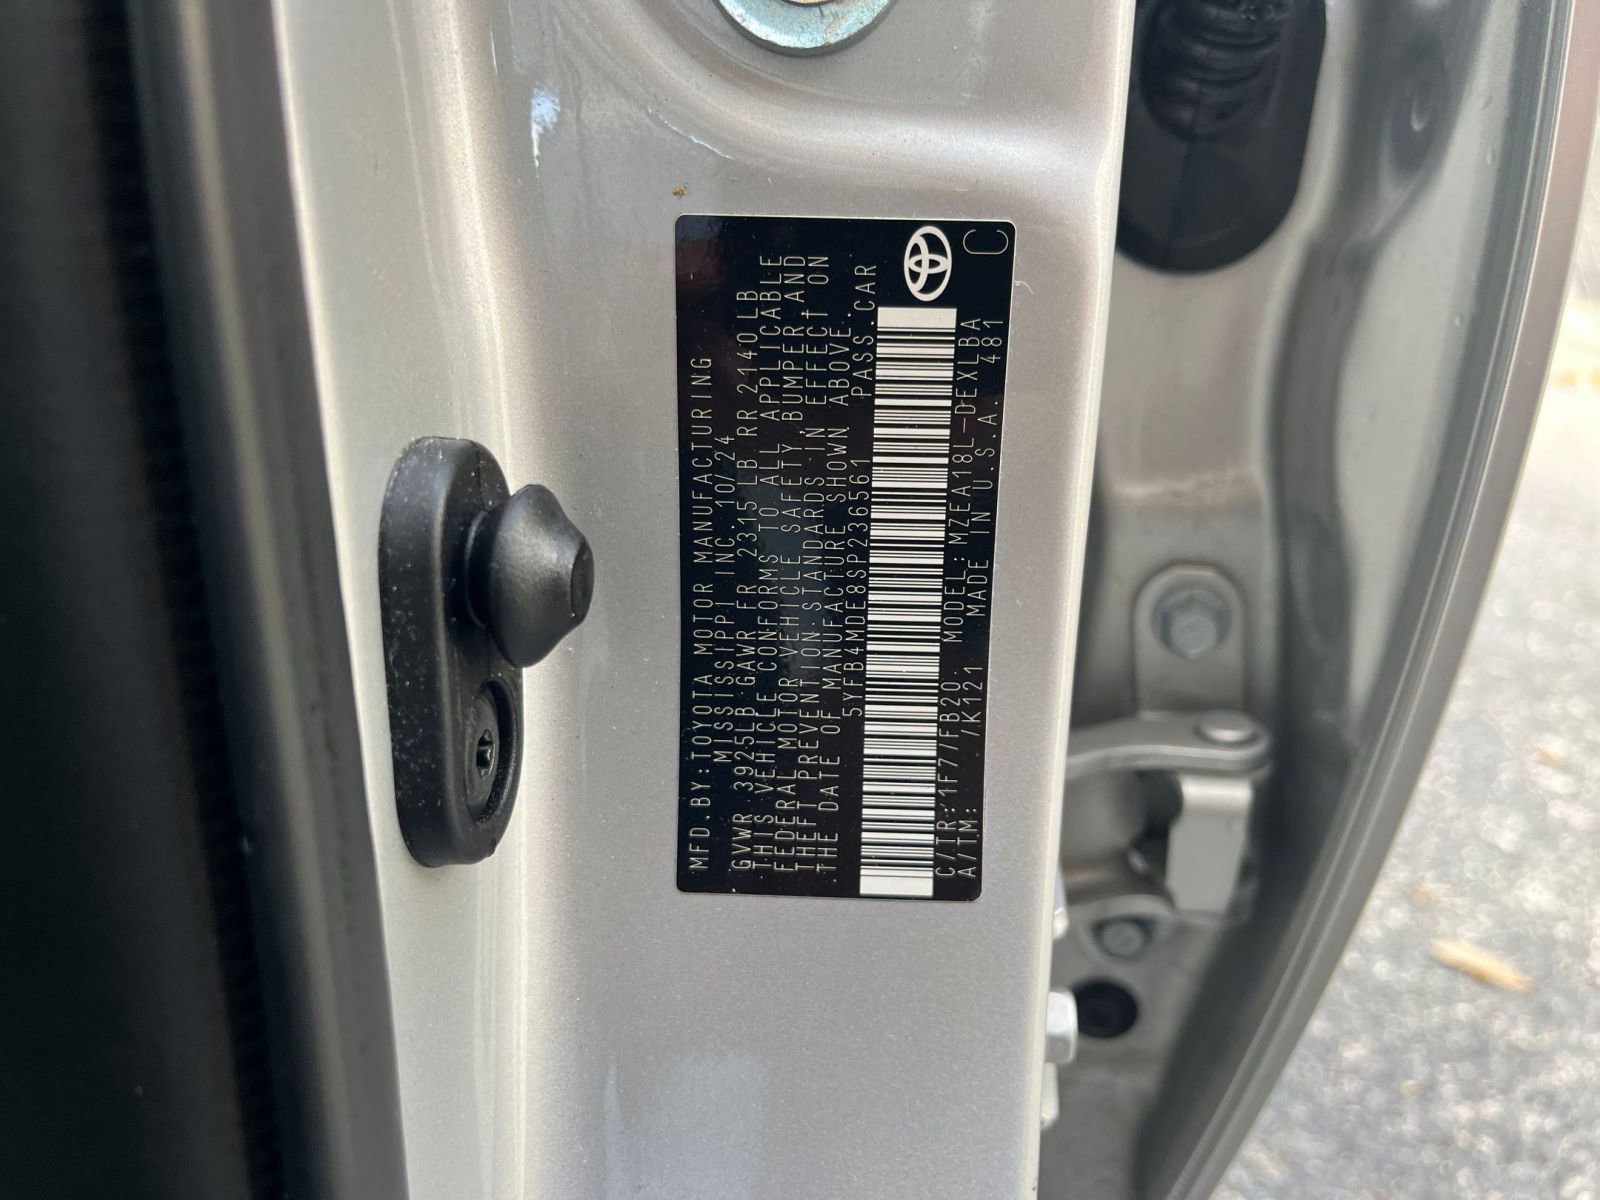 MFD.BY:TOYOTA MOTOR MANUFACTURING
MISSISSIPPI INC. 10/24
GVWR 3925LB GAWR FR 2315 LB RR 2140LB
THIS VEHICLE CONFORMS TO ALL APPLICABLE
FEDERAL MOTOR VEHICLE SAFETY, BUMPER, AND
THEFT PREVENTION STANDARDS IN EFFECT ON
THE DATE OF MANUFACTURE SHOWN ABOVE.
5YFB4MDE8SP236561 PASS.CAR
C/TR: 1F7/FB20 MODEL: MZEA18L-DEXLBA
A/TM: /K121 MADE IN U.S.A. 481
C